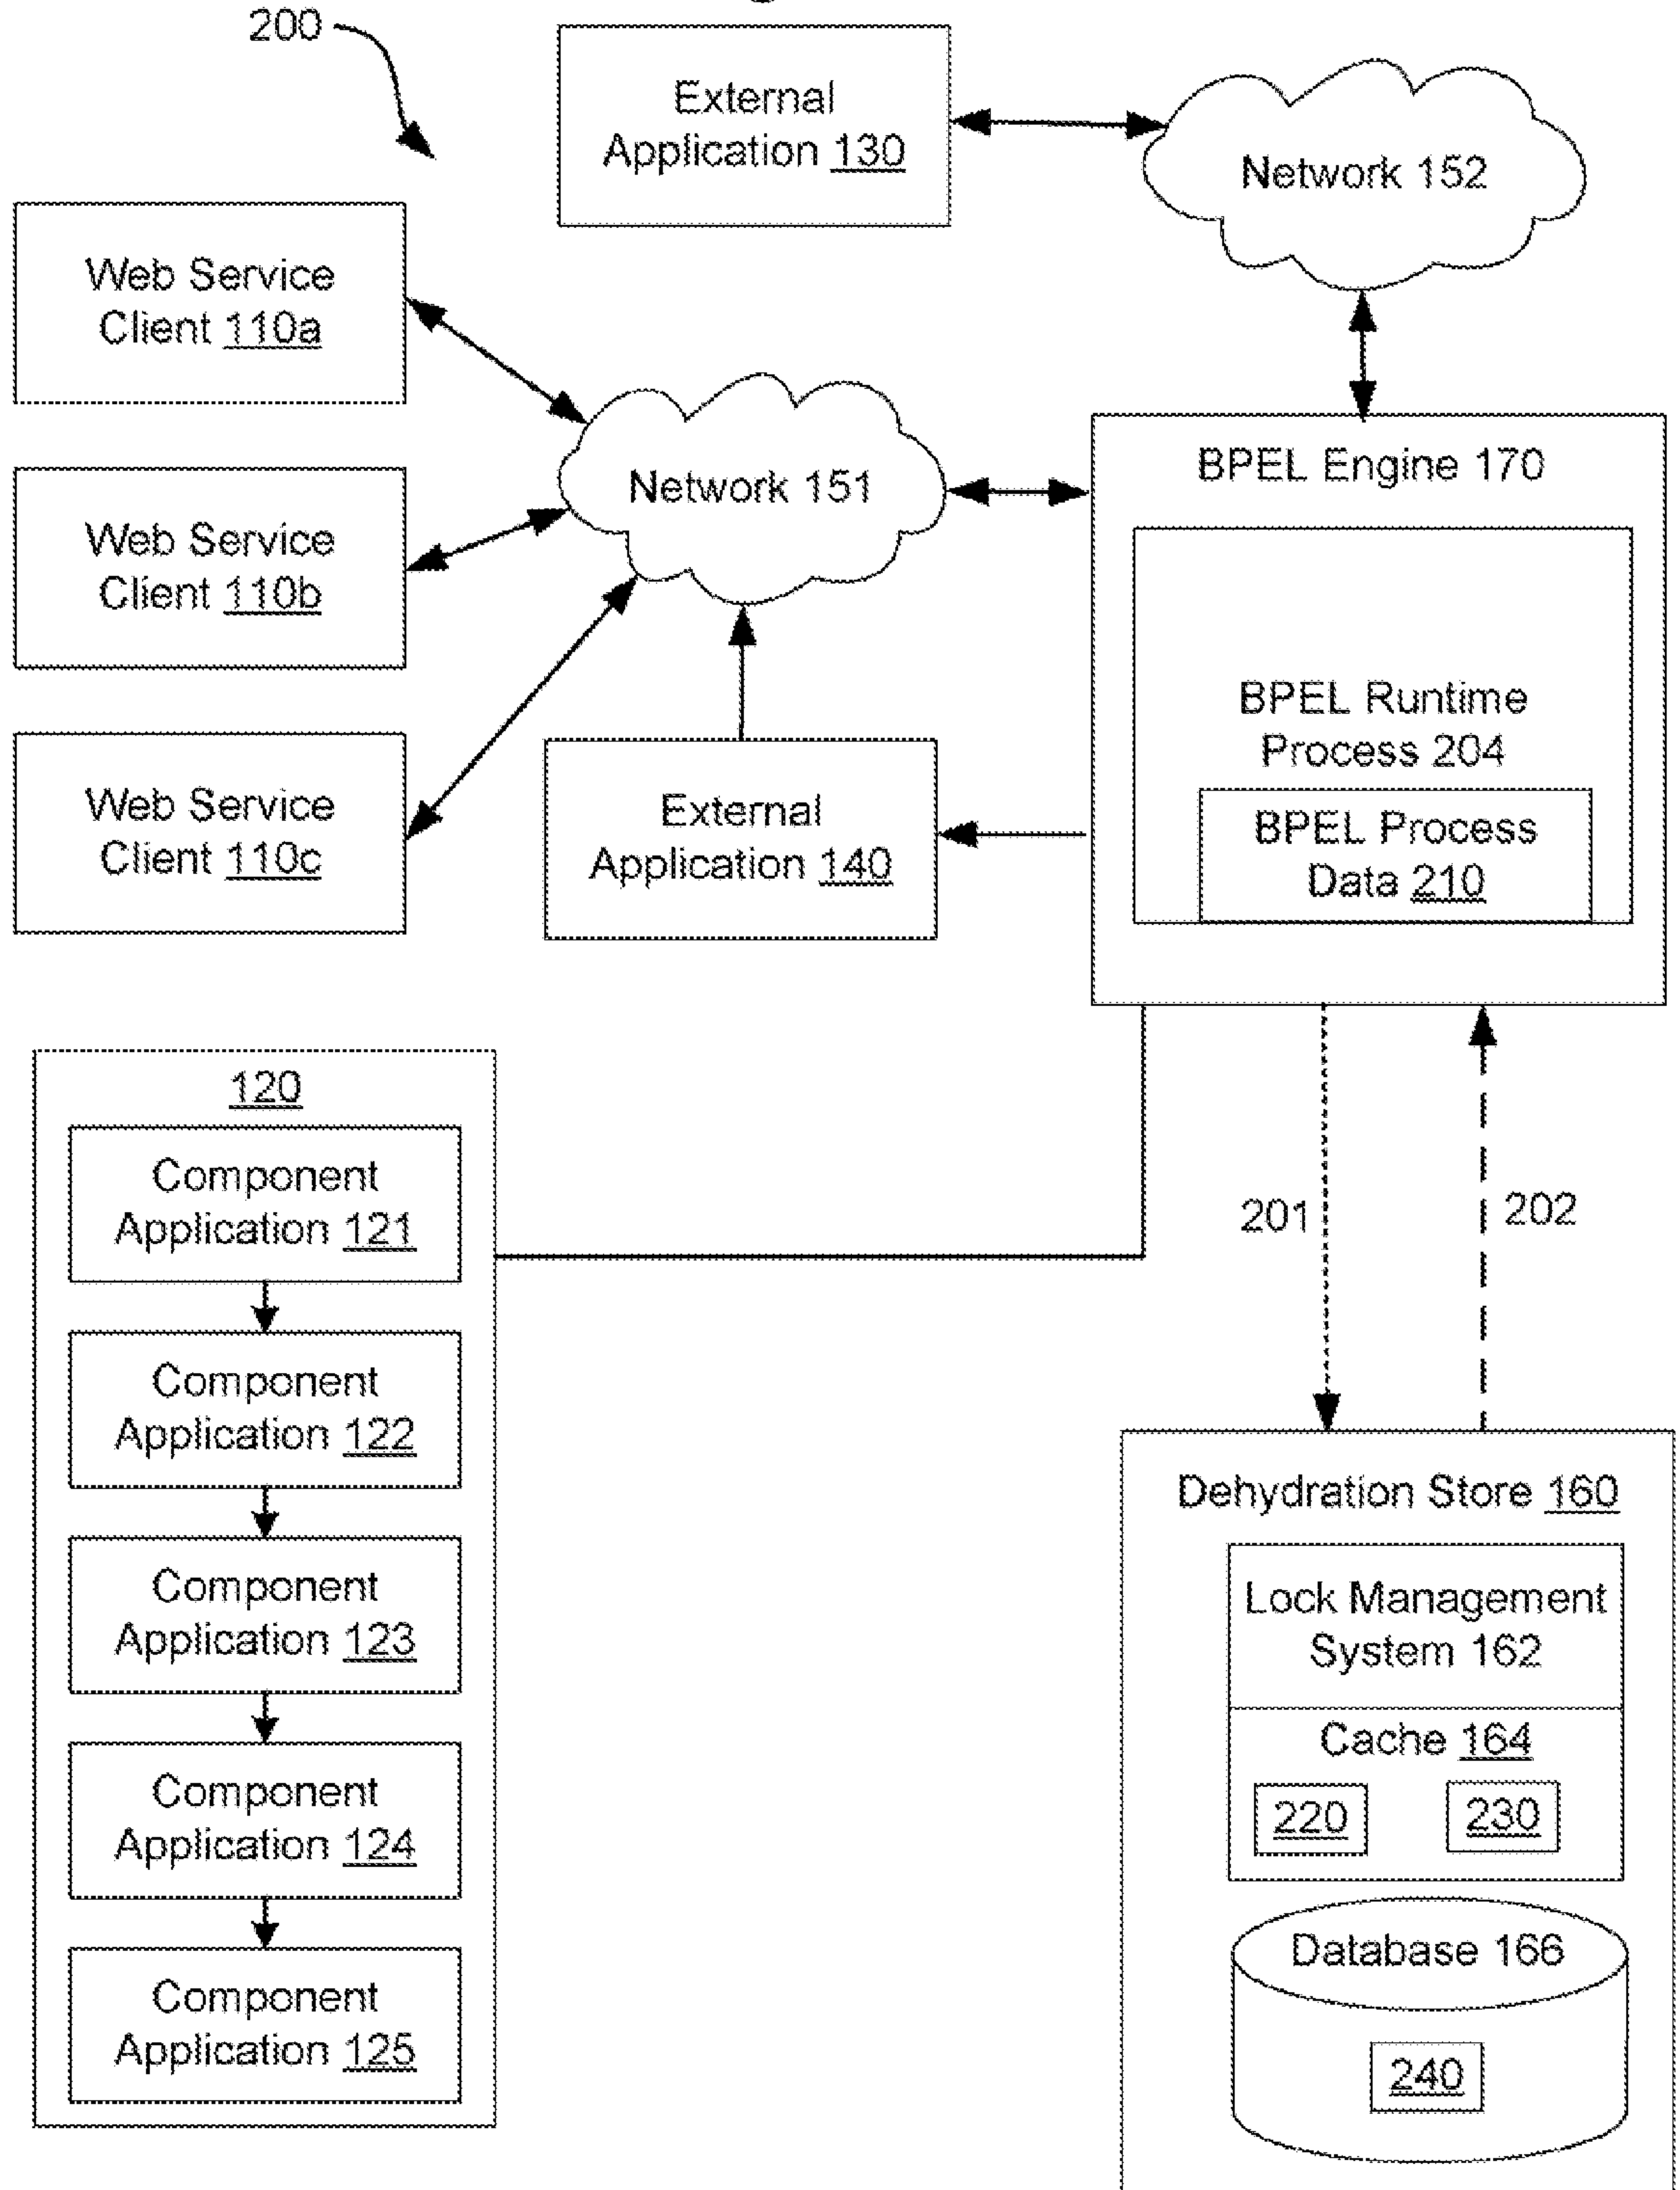 200
External
Application 130
Network 152
Web Service
Client 110a
Network 151
BPEL Engine 170
Web Service
Client 110b
BPEL Runtime
Process 204
Web Service
Client 110c
External
Application 140
BPEL Process
Data 210
120
Component
Application 121
201
202
Component
Application 122
Dehydration Store 160
Component
Application 123
Lock Management
System 162
Cache 164
220
230
Component
Application 124
Database 166
Component
Application 125
240